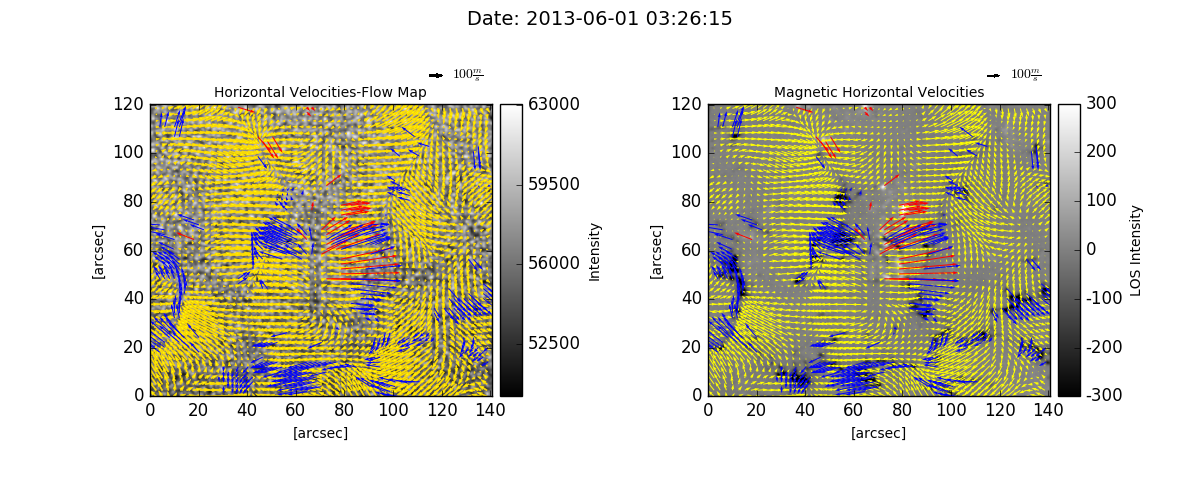 Date: 2013-06-01 03:26:15
100 m/s
Horizontal Velocities-Flow Map
120
100
80
60
40
20
0
0 20 40 60 80 100 120 140
[arcsec]
[arcsec]
63000
59500
56000
52500
Intensity
100 m/s
Magnetic Horizontal Velocities
120
100
80
60
40
20
0
0 20 40 60 80 100 120 140
[arcsec]
[arcsec]
300
200
100
0
-100
-200
-300
LOS Intensity